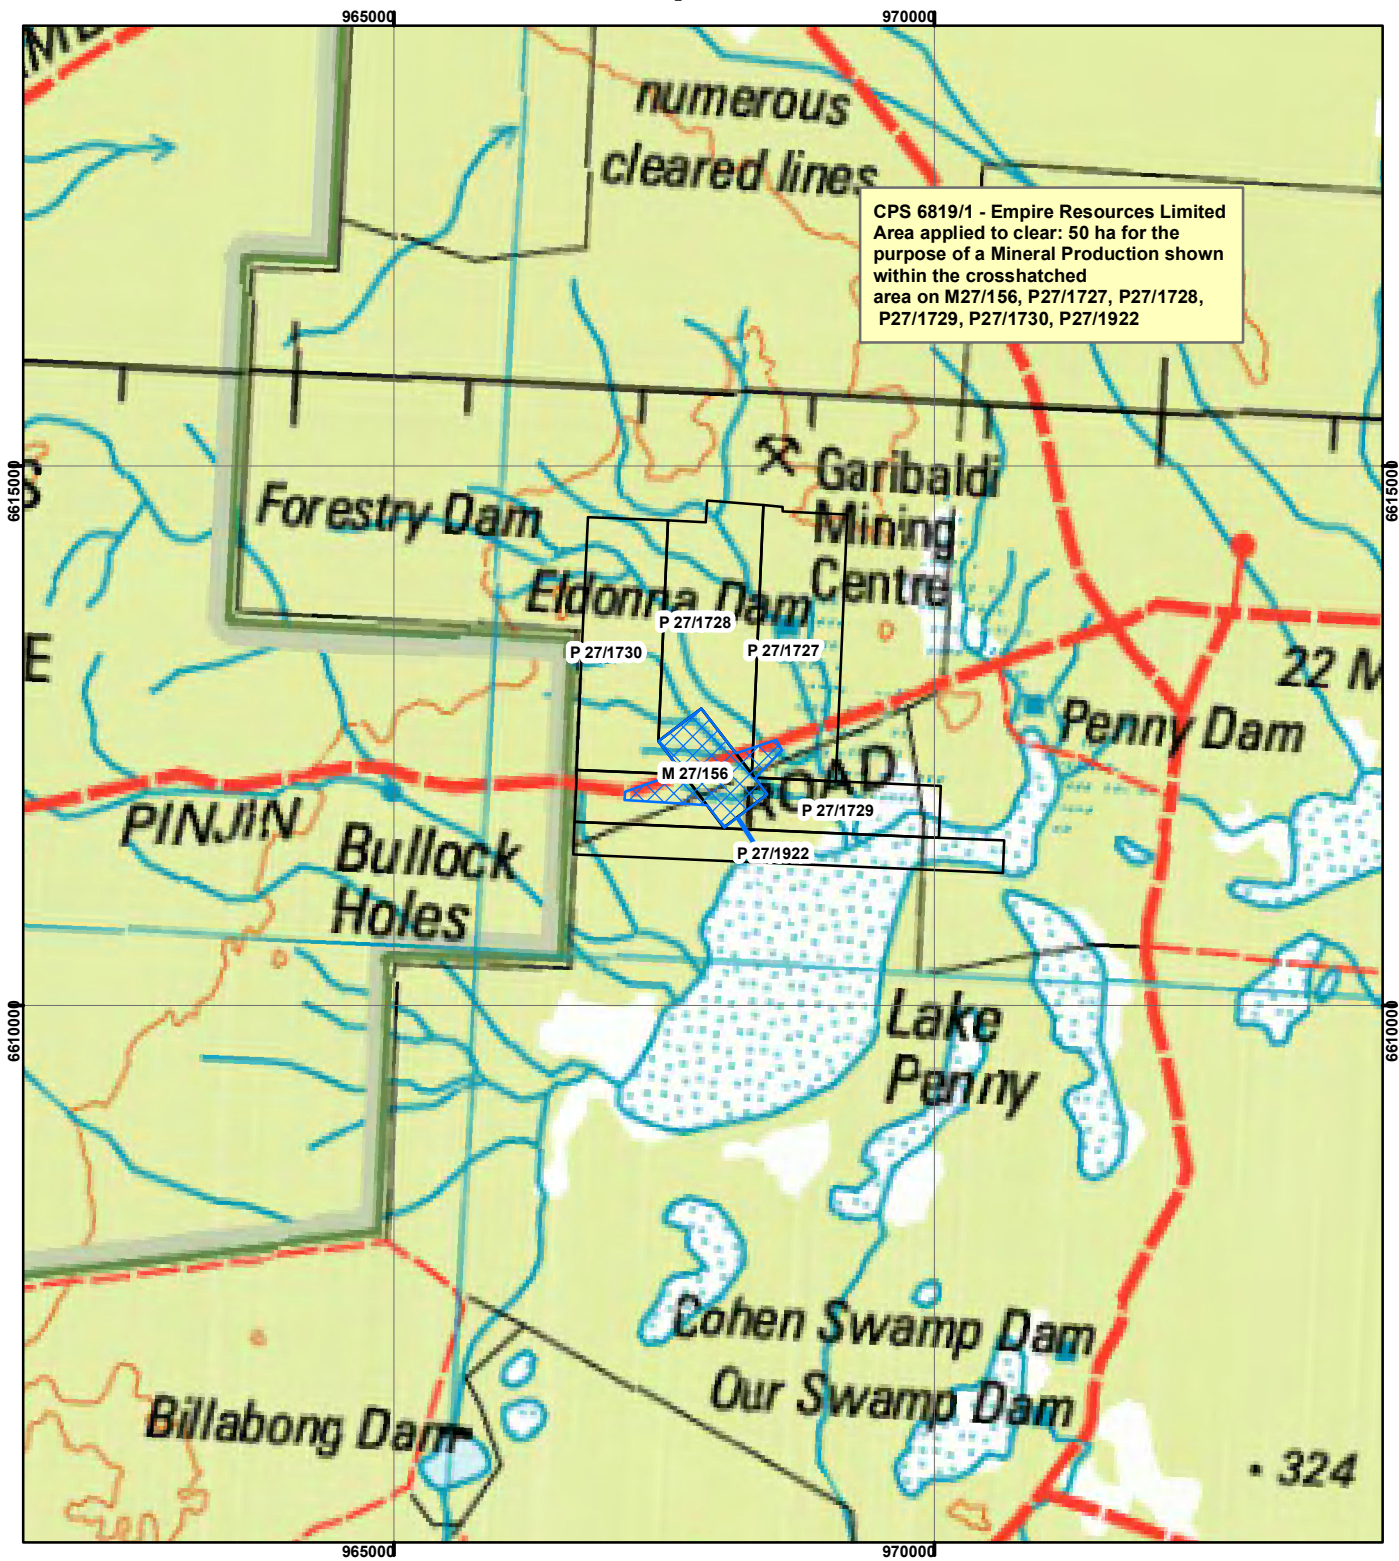 965000
970000
numerous
cleared lines
CPS 6819/1 - Empire Resources Limited
Area applied to clear: 50 ha for the
purpose of a Mineral Production shown
within the crosshatched
area on M27/156, P27/1727, P27/1728,
P27/1729, P27/1730, P27/1922
6615000
6615000
Garibaldi
Mining
Centre
Forestry Dam
Eldonna Dam
P 27/1728
P 27/1730
P 27/1727
E
22 M
Penny Dam
M 27/156
ROAD
P 27/1729
PINJIN
P 27/1922
Bullock
Holes
6610000
6610000
Lake
Penny
Cohen Swamp Dam
Our Swamp Dam
Billabong Dam
• 324
965000
970000